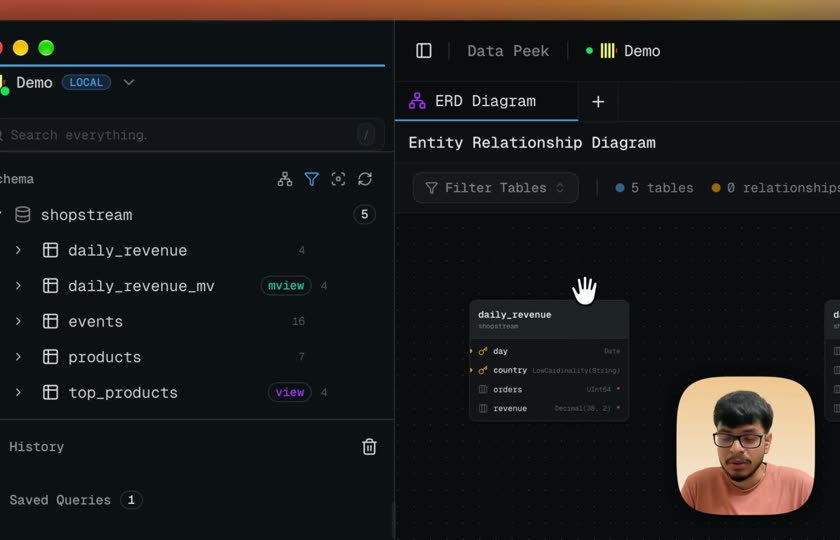 Demo LOCAL
Search everything. /
chema
shopstream 5
daily_revenue 4
daily_revenue_mv mview 4
events 16
products 7
top_products view 4
History
Saved Queries 1
Data Peek Demo
ERD Diagram +
Entity Relationship Diagram
Filter Tables 5 tables 0 relationships
daily_revenue
shopstream
day Date
country LowCardinality(String)
orders UInt64 *
revenue Decimal(38, 2) *